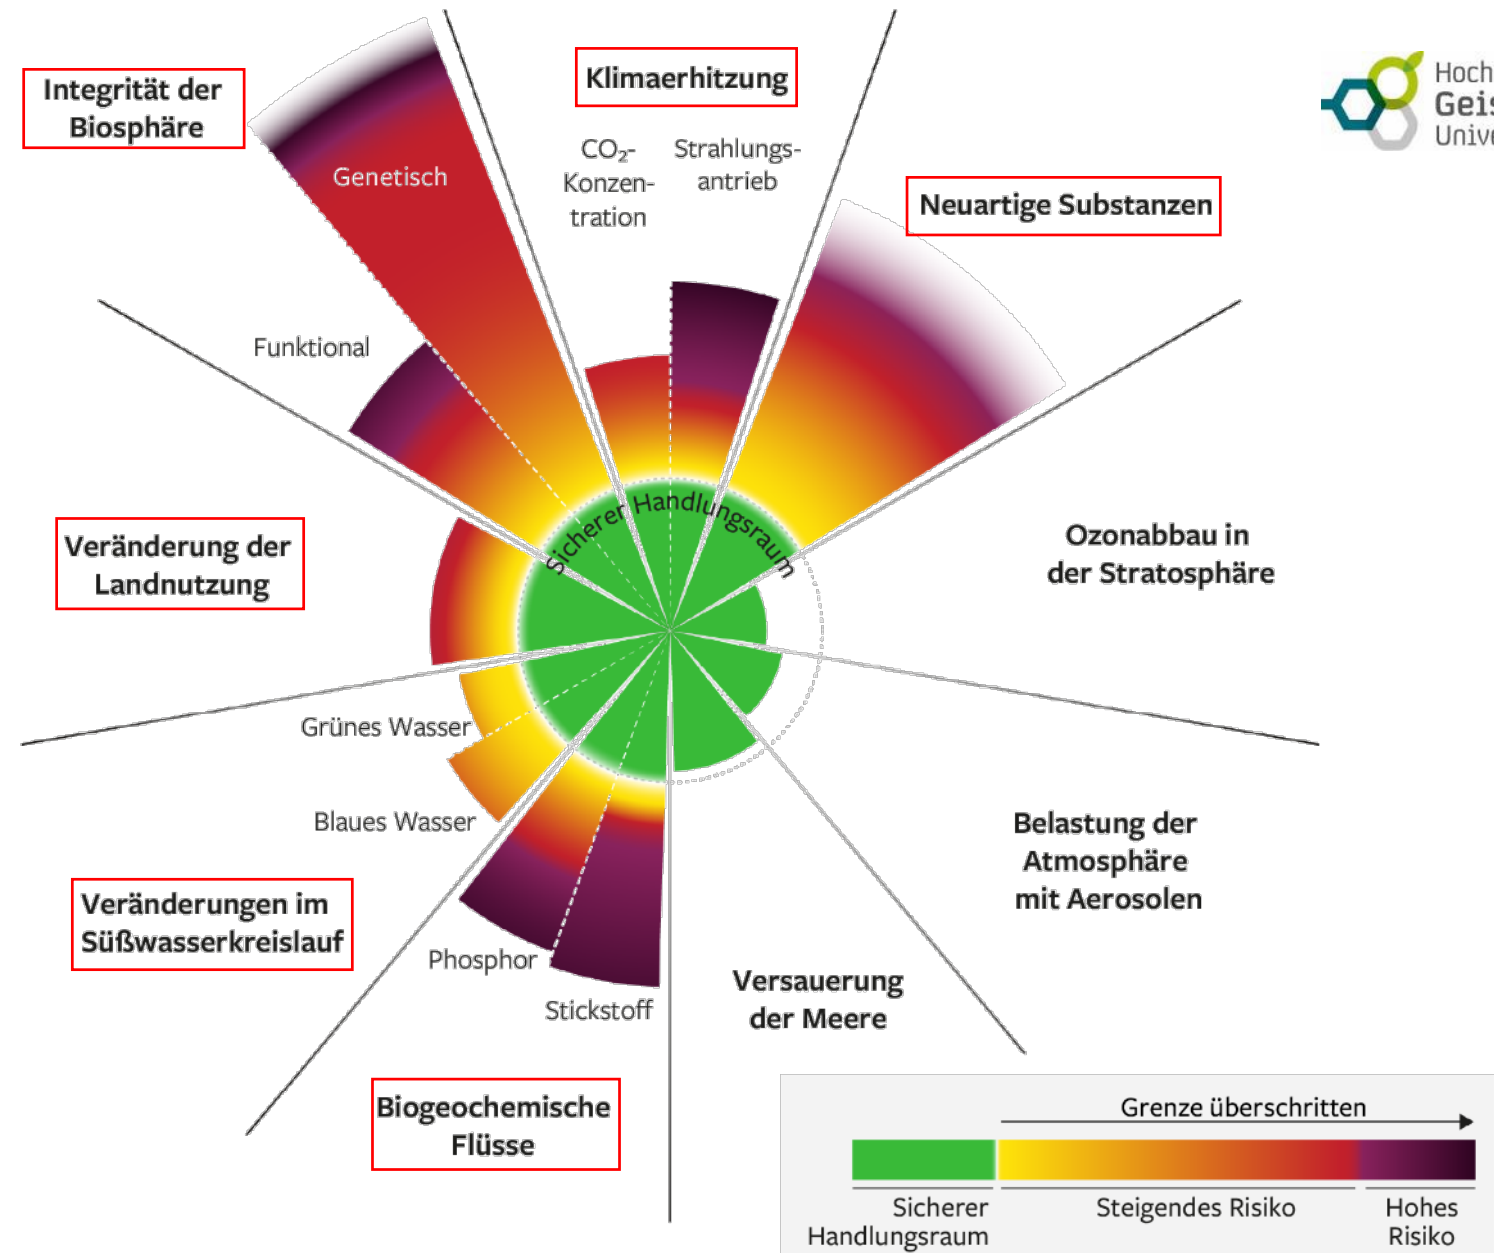 Integrität der
Biosphäre
Klimaerhitzung
CO₂-
Konzen-
tration
Strahlungs-
antrieb
Genetisch
Neuartige Substanzen
Funktional
Sicherer Handlungsraum
Veränderung der
Landnutzung
Ozonabbau in
der Stratosphäre
Grünes Wasser
Blaues Wasser
Belastung der
Atmosphäre
mit Aerosolen
Veränderungen im
Süßwasserkreislauf
Phosphor
Stickstoff
Versauerung
der Meere
Biogeochemische
Flüsse
Grenze überschritten
Sicherer
Handlungsraum
Steigendes Risiko
Hohes
Risiko